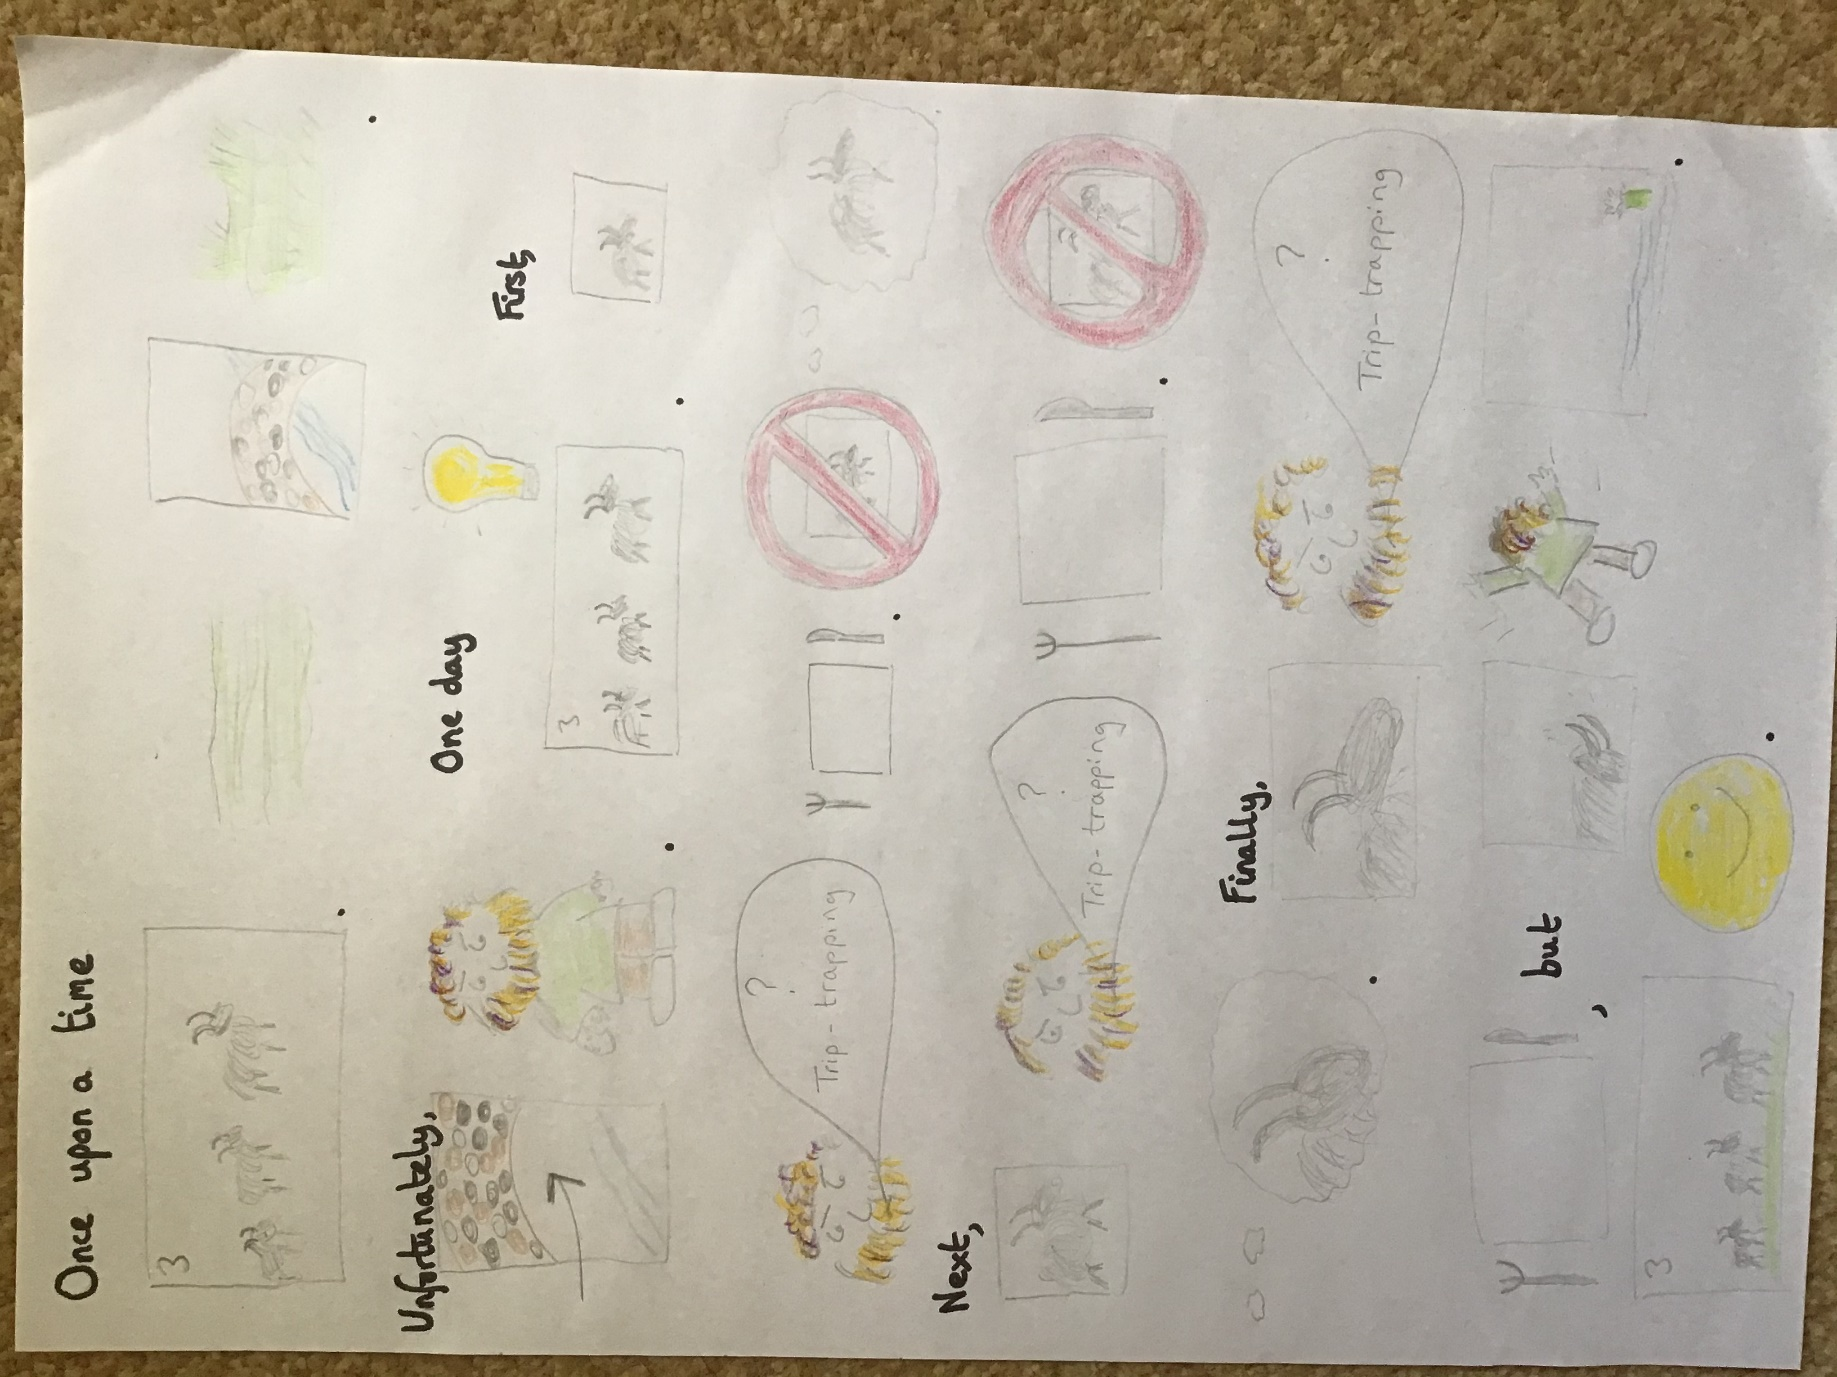 Once upon a time
3
Unfortunately,
One day
3
First,
?
Trip-trapping
Next,
?
Trip-trapping
Finally,
?
Trip-trapping
, but
3